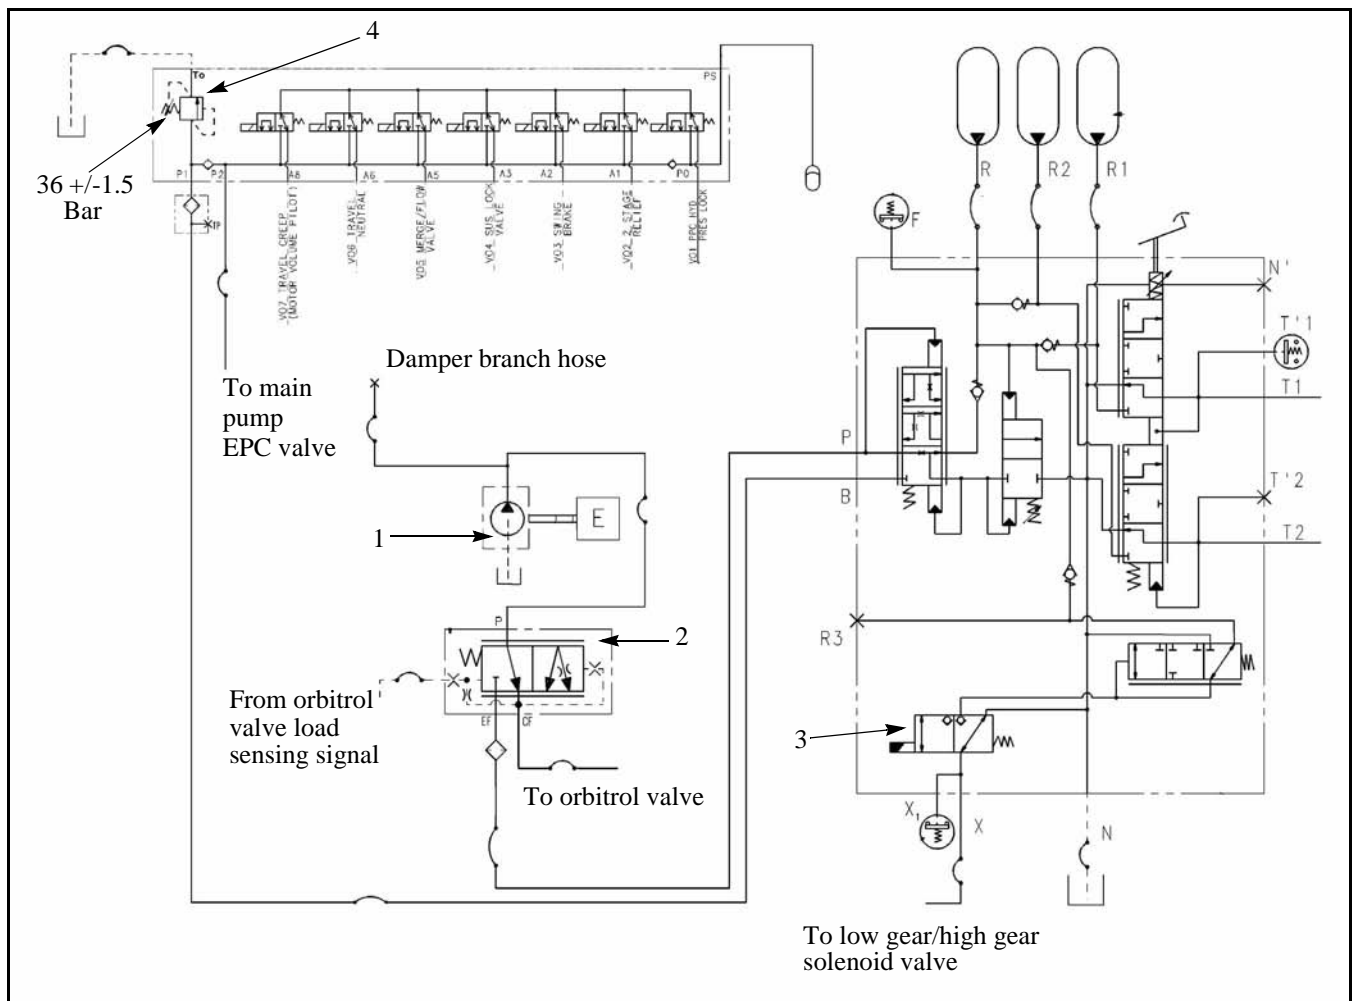 4
To
PS
36 +/-1.5
Bar
P1
P2
A8
A6
A5
A3
A2
A1
P0
TP
V07 TRAVEL CREEP
(MOTOR VOLUME PILOT)
V06 TRAVEL
NEUTRAL
V05 MERGE/FLOW
VALVE
V04 SUS LOCK
VALVE
V03 SWING
BRAKE
V02 2 STAGE
RELIEF
V01 PPC HYD
PRES LOCK
R
R2
R1
F
N'
T'1
T1
To main
pump
EPC valve
Damper branch hose
P
B
T'2
T2
E
1
P
2
R3
From orbitrol
valve load
sensing signal
EF
CF
To orbitrol valve
3
X1
X
N
To low gear/high gear
solenoid valve